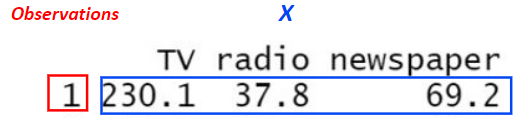 Observations X
TV radio newspaper
1 230.1 37.8 69.2